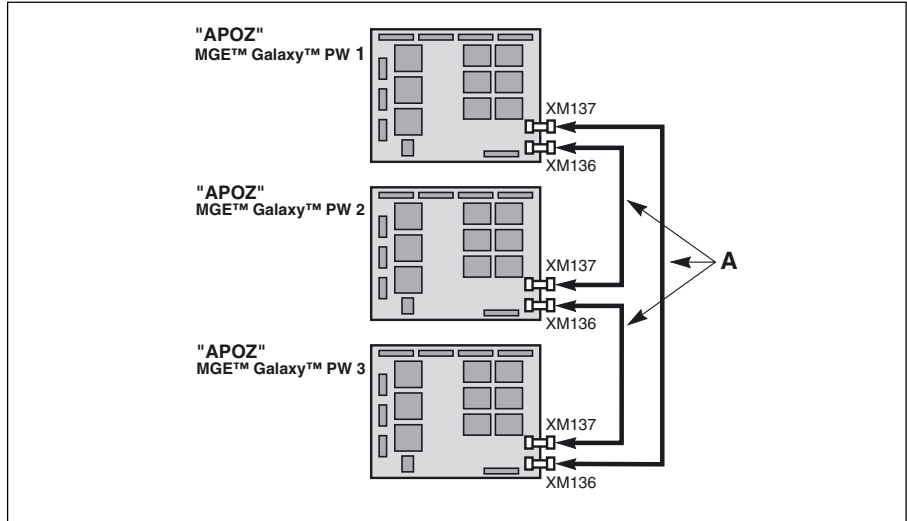 "APOZ"
MGE™ Galaxy™ PW 1
XM137
XM136
"APOZ"
MGE™ Galaxy™ PW 2
XM137
XM136
A
"APOZ"
MGE™ Galaxy™ PW 3
XM137
XM136